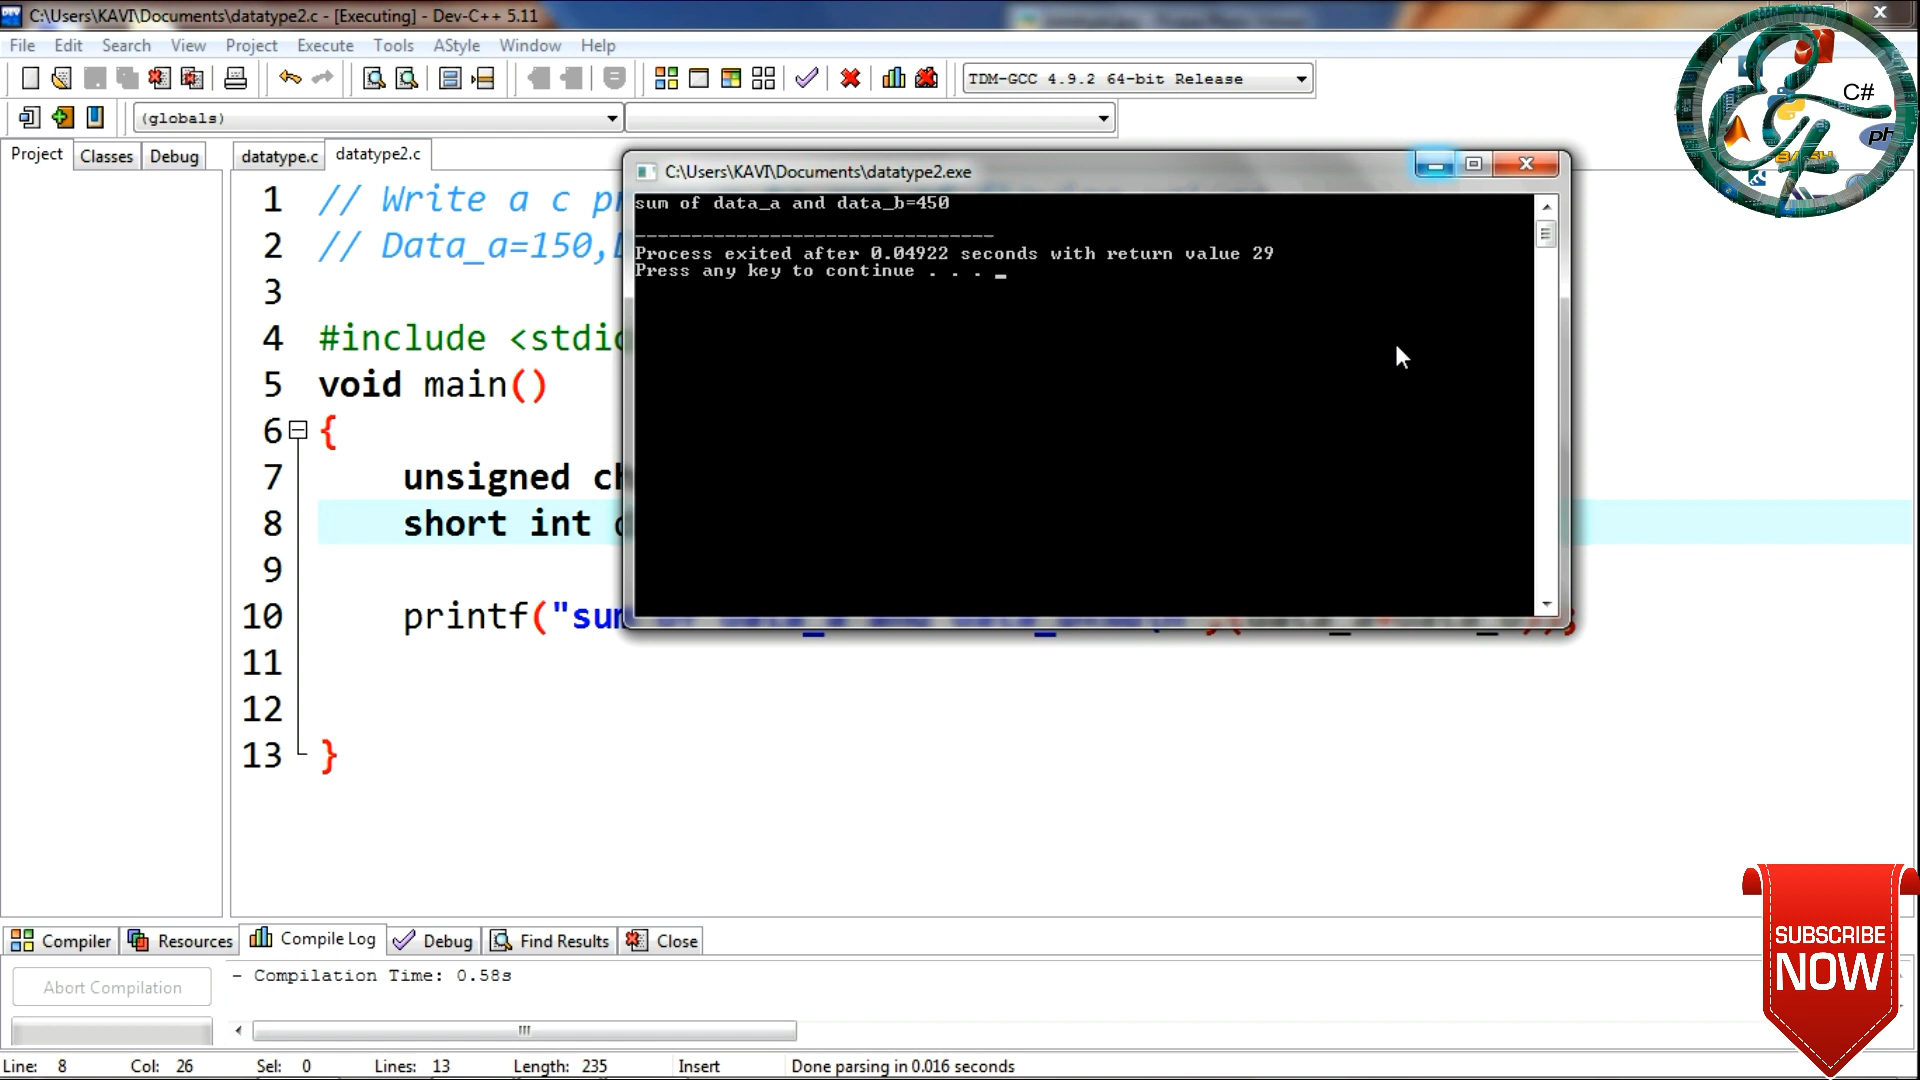 C:\Users\KAVI\Documents\datatype2.c - [Executing] - Dev-C++ 5.11
File Edit Search View Project Execute Tools AStyle Window Help
TDM-GCC 4.9.2 64-bit Release
(globals)
Project Classes Debug
datatype.c datatype2.c
C:\Users\KAVI\Documents\datatype2.exe
sum of data_a and data_b=450
--------------------------------
Process exited after 0.04922 seconds with return value 29
Press any key to continue . . . _
1 // Write a c
2 // Data_a=150,
3
4 #include <stdio
5 void main()
6 {
7 unsigned ch
8 short int
9
10 printf("sum
11
12
13 }
C#
Compiler Resources Compile Log Debug Find Results Close
Abort Compilation
- Compilation Time: 0.58s
Line: 8 Col: 26 Sel: 0 Lines: 13 Length: 235 Insert Done parsing in 0.016 seconds
SUBSCRIBE
NOW